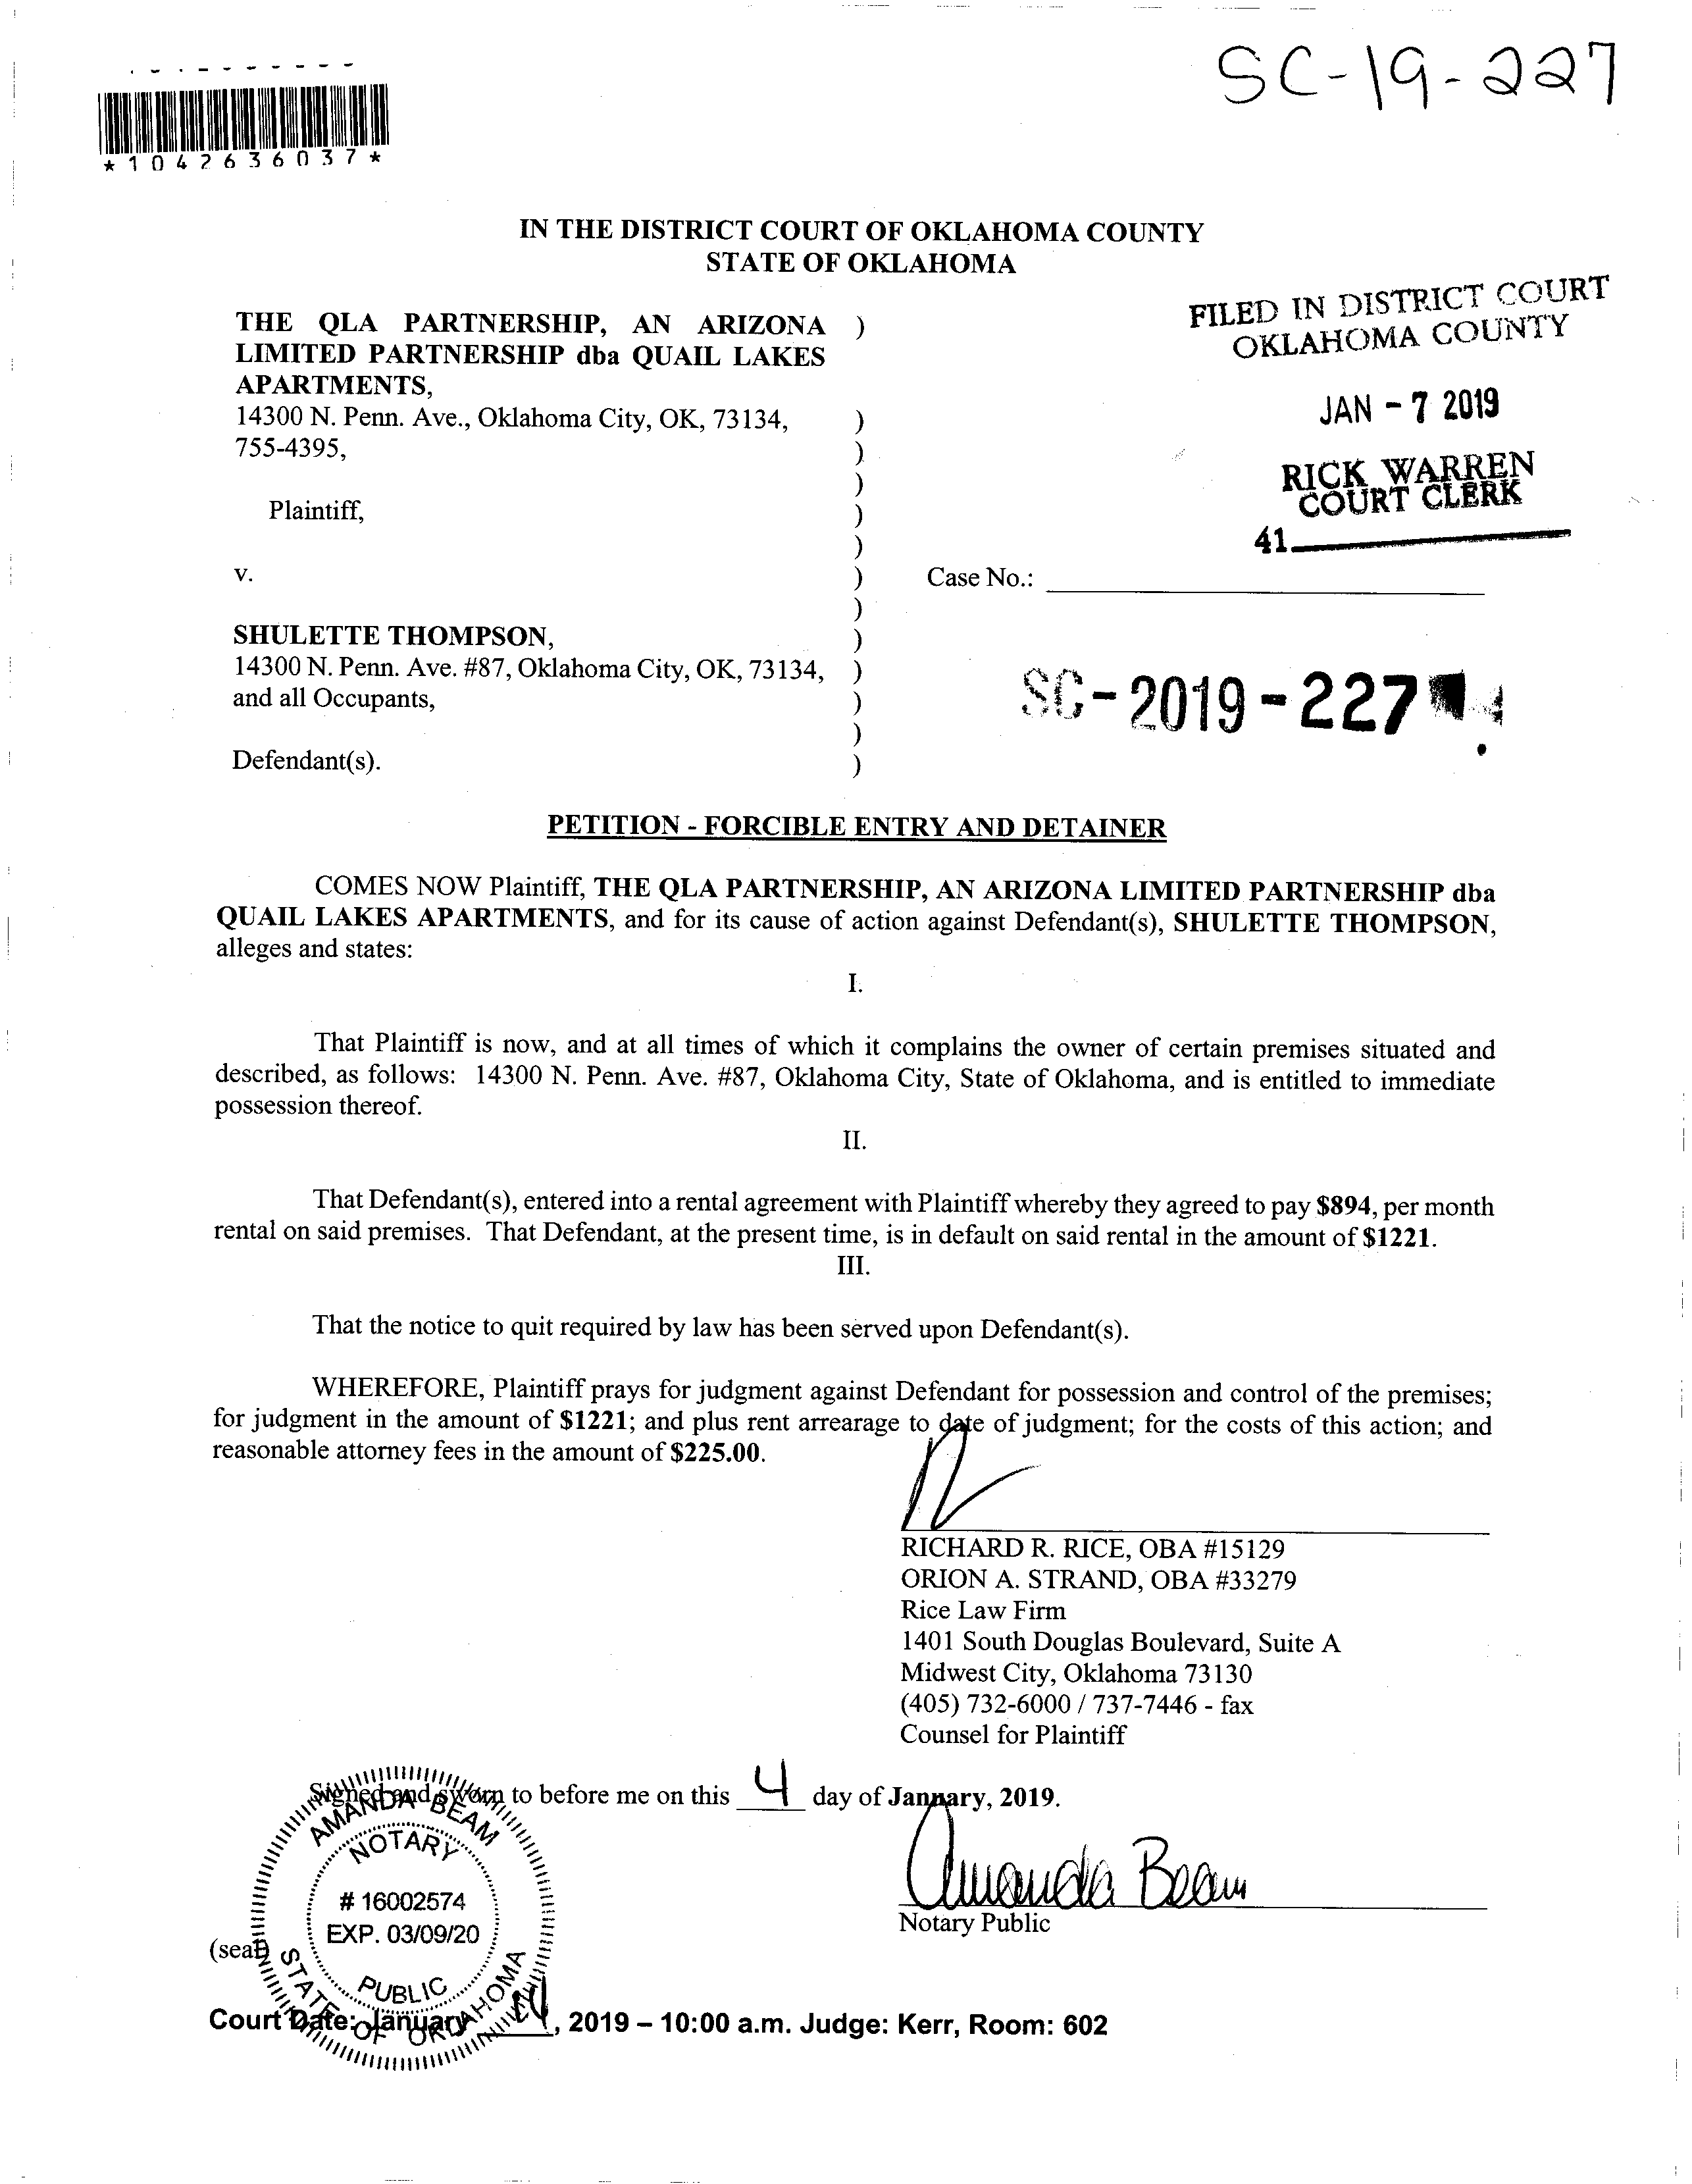 SC-19-227
*1042636037*
IN THE DISTRICT COURT OF OKLAHOMA COUNTY
STATE OF OKLAHOMA
THE QLA PARTNERSHIP, AN ARIZONA )
LIMITED PARTNERSHIP dba QUAIL LAKES
APARTMENTS,
14300 N. Penn. Ave., Oklahoma City, OK, 73134, )
755-4395, )
)
Plaintiff, )
)
v. )
)
SHULETTE THOMPSON, )
14300 N. Penn. Ave. #87, Oklahoma City, OK, 73134, )
and all Occupants, )
)
Defendant(s). )
FILED IN DISTRICT COURT
OKLAHOMA COUNTY
JAN - 7 2019
RICK WARREN
COURT CLERK
41
Case No.:
SC-2019-227
PETITION - FORCIBLE ENTRY AND DETAINER
COMES NOW Plaintiff, THE QLA PARTNERSHIP, AN ARIZONA LIMITED PARTNERSHIP dba
QUAIL LAKES APARTMENTS, and for its cause of action against Defendant(s), SHULETTE THOMPSON,
alleges and states:
I.
That Plaintiff is now, and at all times of which it complains the owner of certain premises situated and
described, as follows: 14300 N. Penn. Ave. #87, Oklahoma City, State of Oklahoma, and is entitled to immediate
possession thereof.
II.
That Defendant(s), entered into a rental agreement with Plaintiff whereby they agreed to pay $894, per month
rental on said premises. That Defendant, at the present time, is in default on said rental in the amount of $1221.
III.
That the notice to quit required by law has been served upon Defendant(s).
WHEREFORE, Plaintiff prays for judgment against Defendant for possession and control of the premises;
for judgment in the amount of $1221; and plus rent arrearage to date of judgment; for the costs of this action; and
reasonable attorney fees in the amount of $225.00.
RICHARD R. RICE, OBA #15129
ORION A. STRAND, OBA #33279
Rice Law Firm
1401 South Douglas Boulevard, Suite A
Midwest City, Oklahoma 73130
(405) 732-6000 / 737-7446 - fax
Counsel for Plaintiff
Signed and sworn to before me on this 4 day of January, 2019.
AMANDA BEAM
NOTARY
# 16002574
EXP. 03/09/20
PUBLIC
STATE OF OKLAHOMA
Amanda Beam
Notary Public
(seal)
Court Date: January , 2019 – 10:00 a.m. Judge: Kerr, Room: 602